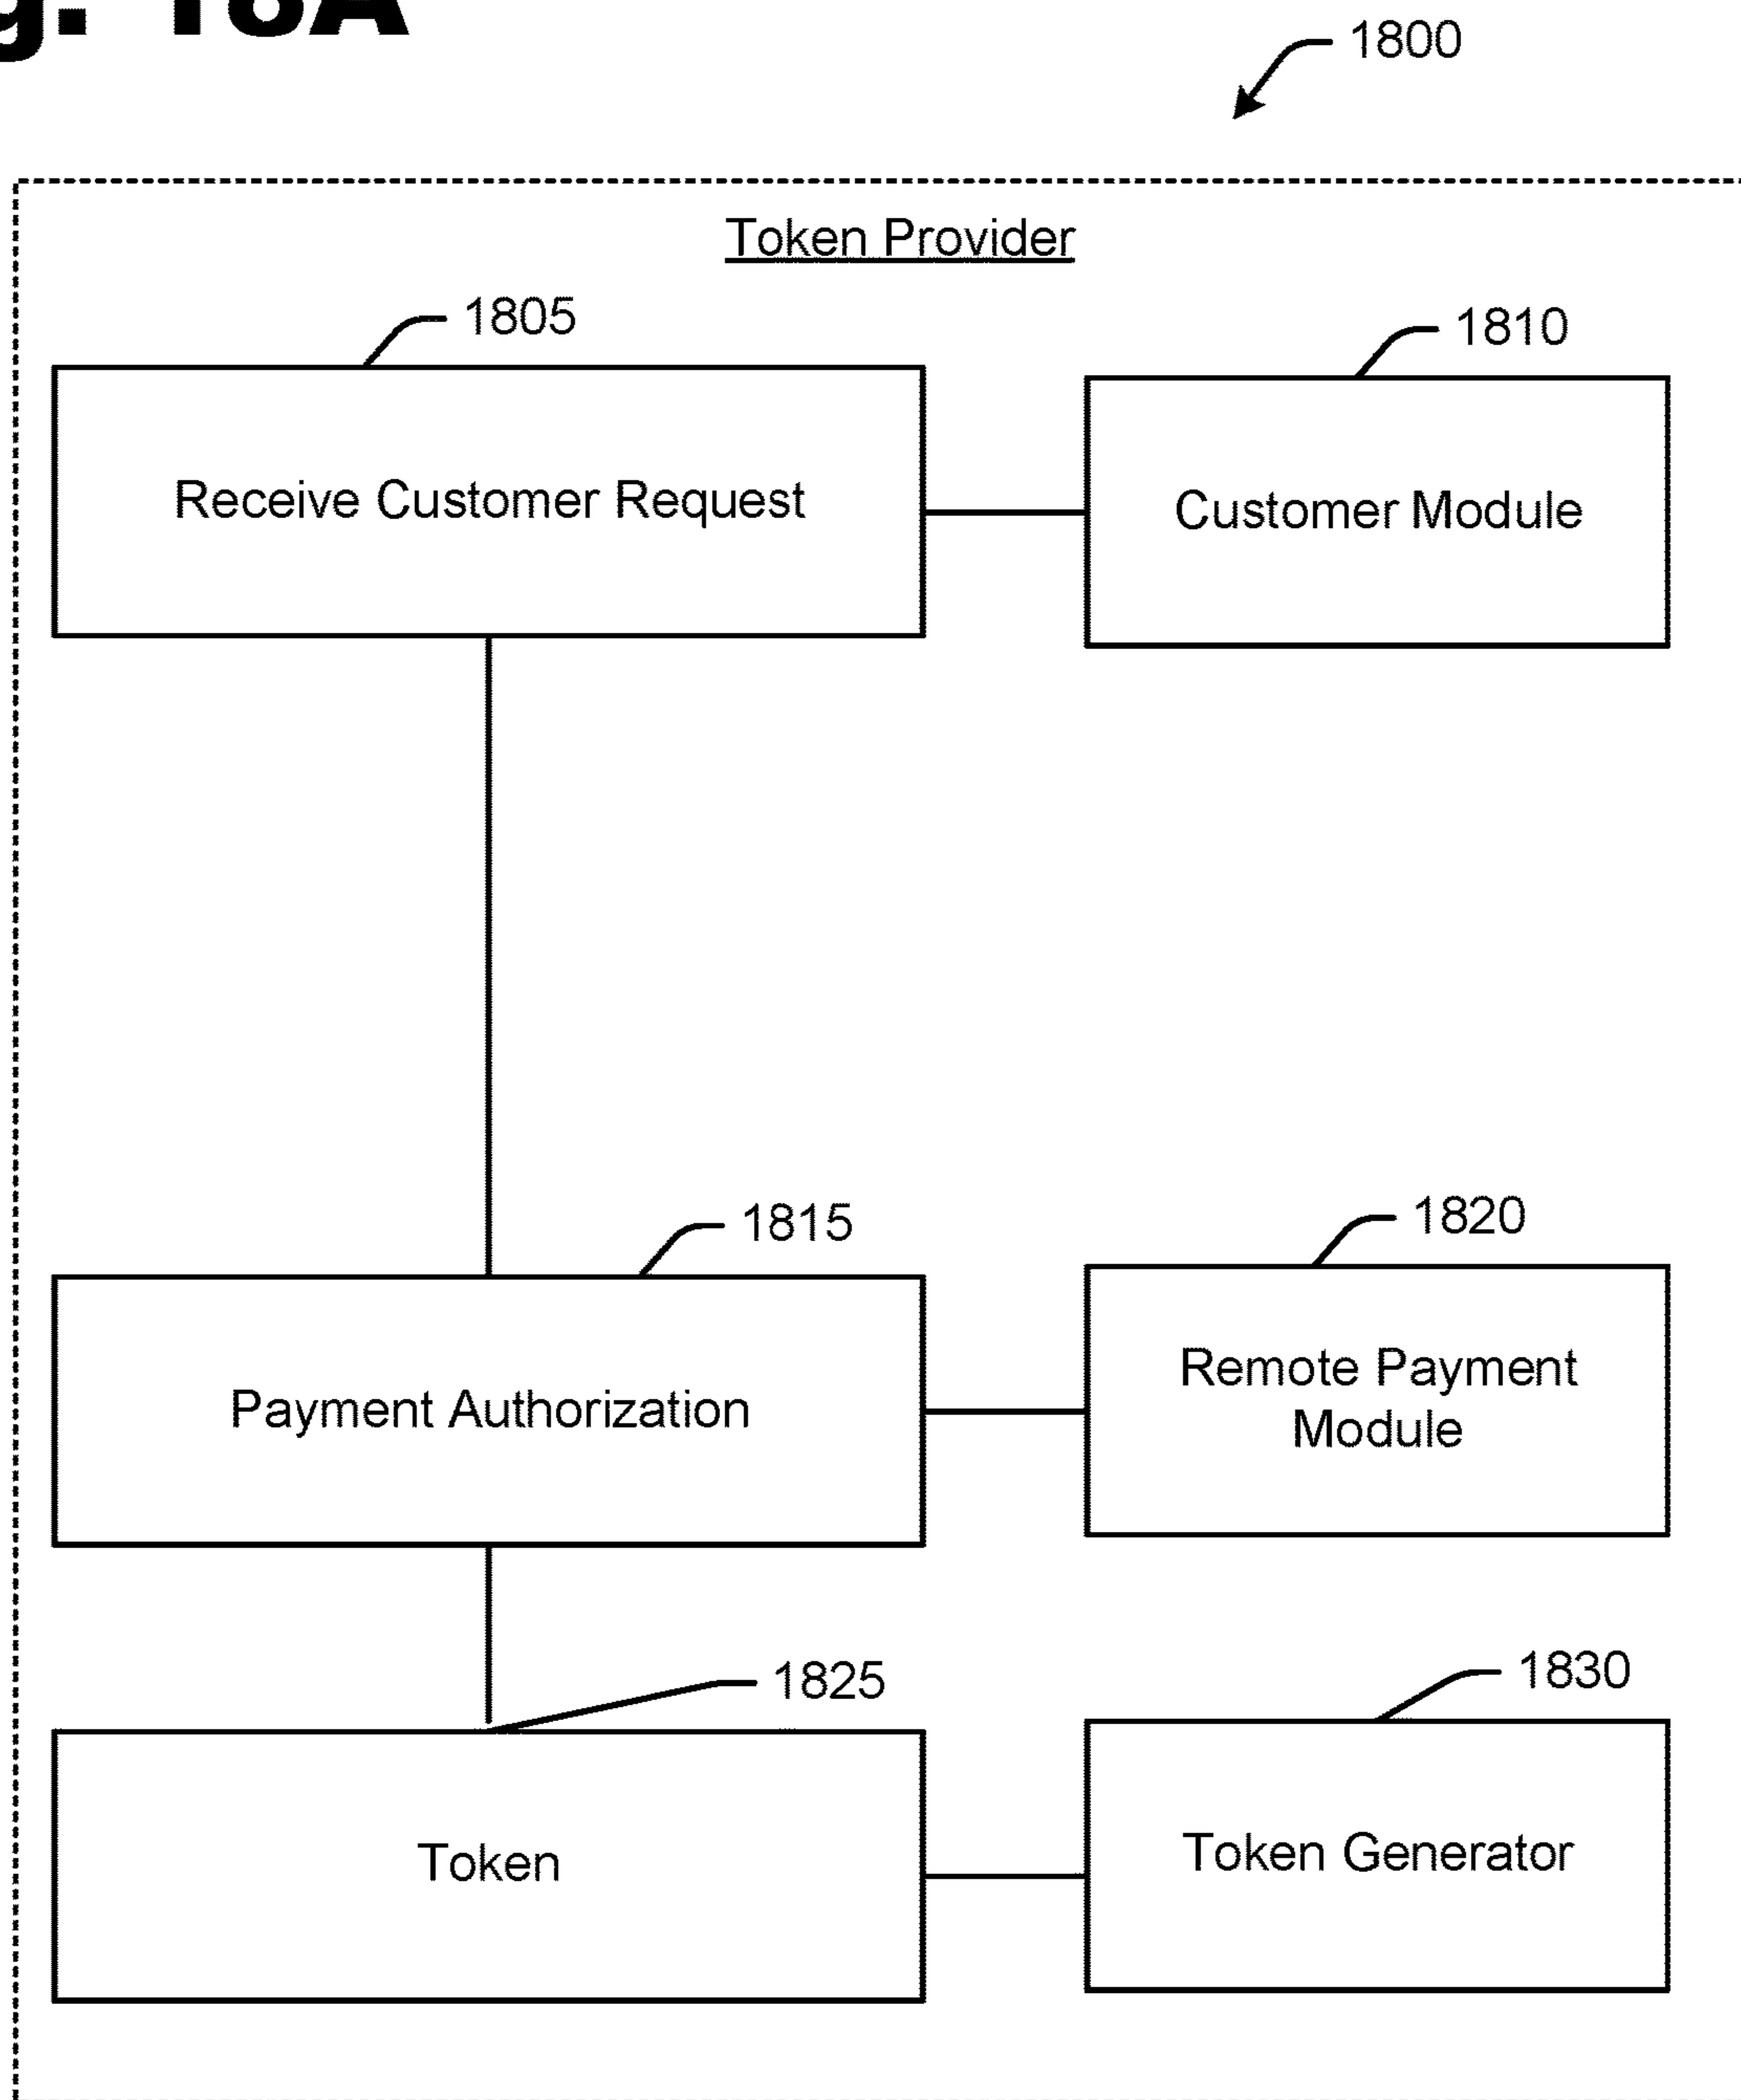 g. 18A
1800
Token Provider
1805
1810
Receive Customer Request
Customer Module
1815
1820
Payment Authorization
Remote Payment
Module
1825
1830
Token
Token Generator